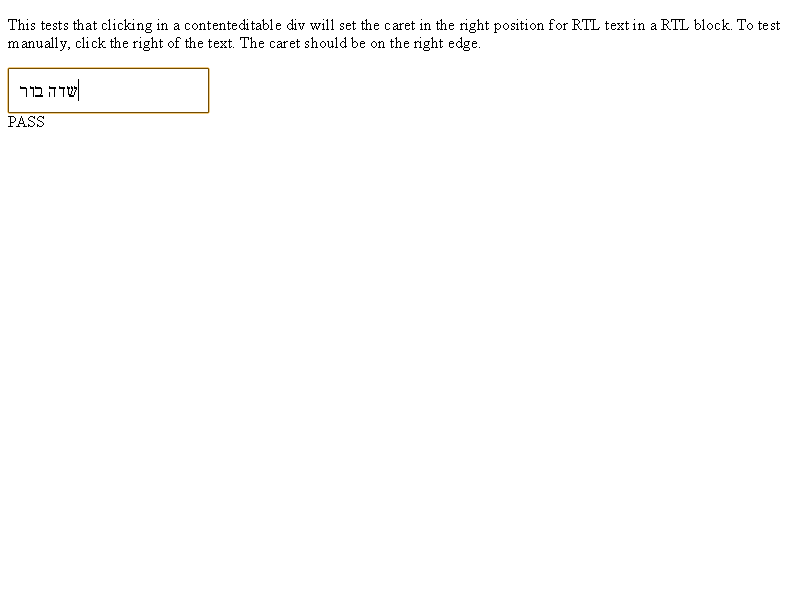 This tests that clicking in a contenteditable div will set the caret in the right position for RTL text in a RTL block. To test
manually, click the right of the text. The caret should be on the right edge.
שדה בור
PASS